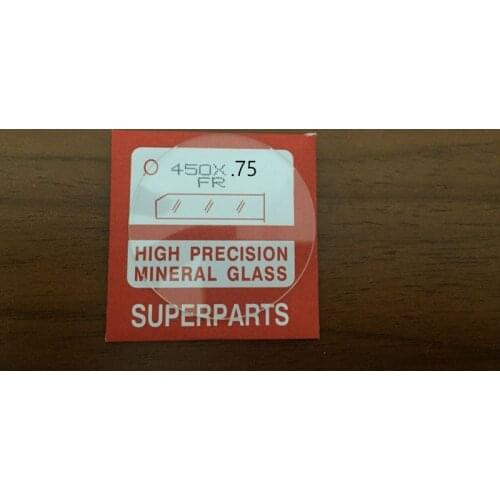 Ø 450X.75
FR
HIGH PRECISION
MINERAL GLASS
SUPERPARTS